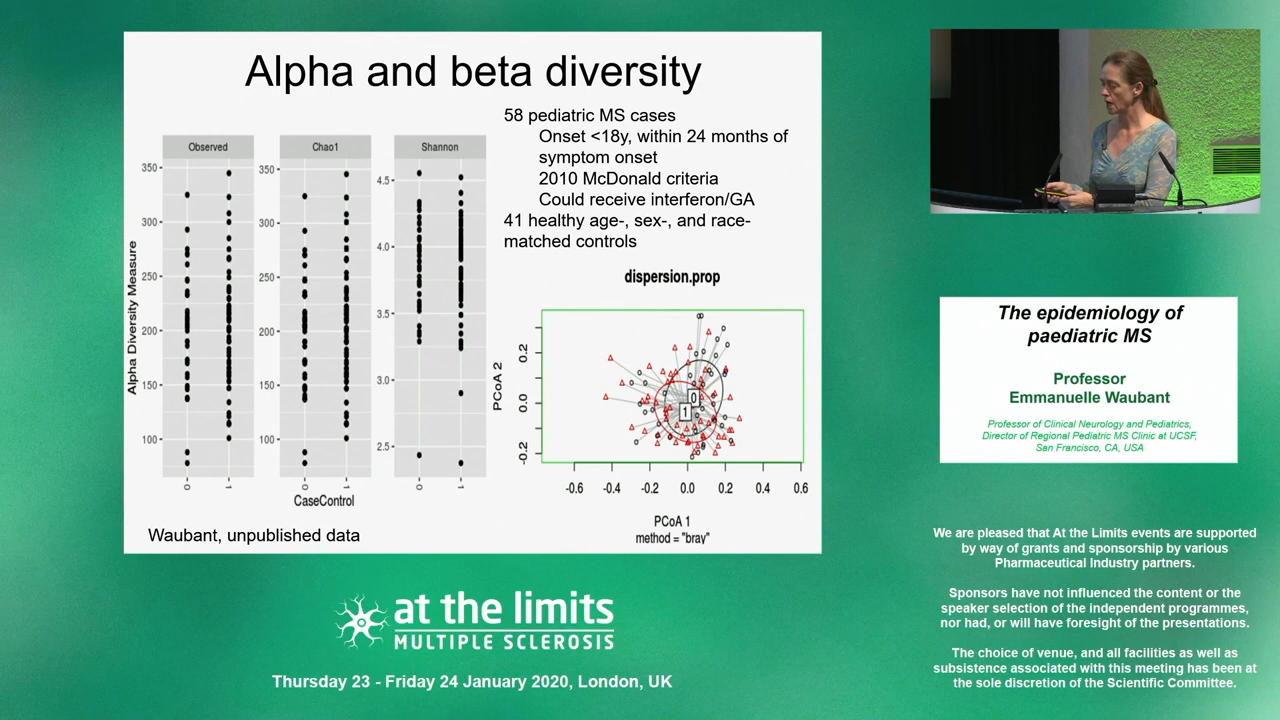 Alpha and beta diversity
58 pediatric MS cases
Onset <18y, within 24 months of
symptom onset
2010 McDonald criteria
Could receive interferon/GA
41 healthy age-, sex-, and race-
matched controls
Observed
Chao1
Shannon
Alpha Diversity Measure
350
300
250
200
150
100
350
300
250
200
150
100
4.5
4.0
3.5
3.0
2.5
0
1
0
1
0
1
CaseControl
dispersion.prop
PCoA 2
0.2
0.0
-0.2
0
1
-0.6
-0.4
-0.2
0.0
0.2
0.4
0.6
PCoA 1
method = "bray"
Waubant, unpublished data
The epidemiology of
paediatric MS
Professor
Emmanuelle Waubant
Professor of Clinical Neurology and Pediatrics,
Director of Regional Pediatric MS Clinic at UCSF,
San Francisco, CA, USA
We are pleased that At the Limits events are supported
by way of grants and sponsorship by various
Pharmaceutical Industry partners.
Sponsors have not influenced the content or the
speaker selection of the independent programmes,
nor had, or will have foresight of the presentations.
The choice of venue, and all facilities as well as
subsistence associated with this meeting has been at
the sole discretion of the Scientific Committee.
at the limits
MULTIPLE SCLEROSIS
Thursday 23 - Friday 24 January 2020, London, UK